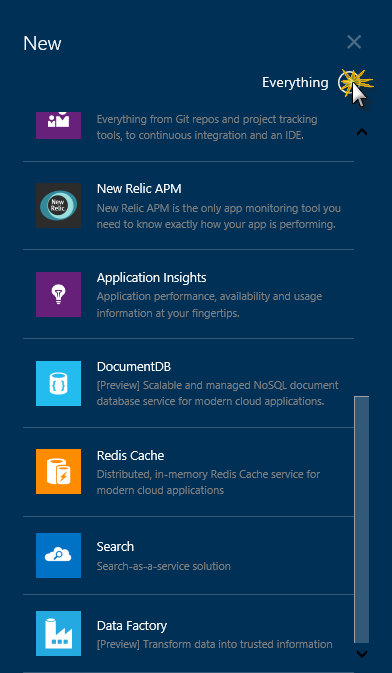 New
Everything
Everything from Git repos and project tracking
tools, to continuous integration and an IDE.
New
Relic
New Relic APM
New Relic APM is the only app monitoring tool you
need to know exactly how your app is performing.
Application Insights
Application performance, availability and usage
information at your fingertips.
DocumentDB
[Preview] Scalable and managed NoSQL document
database service for modern cloud applications.
Redis Cache
Distributed, in-memory Redis Cache service for
modern cloud applications
Search
Search-as-a-service solution
Data Factory
[Preview] Transform data into trusted information